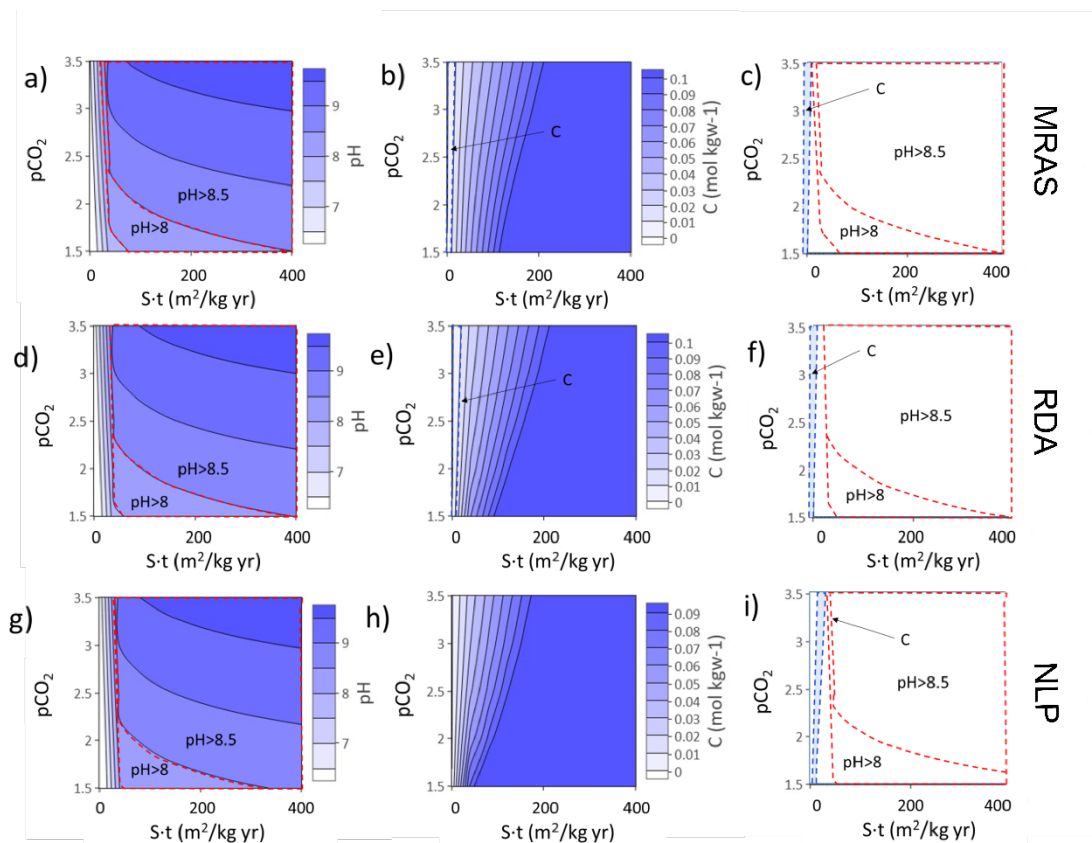 a)
3.5
3
2.5
2
1.5
pCO2
pH>8.5
pH>8
0
200
400
S·t (m²/kg yr)
9
8
7
pH
b)
3.5
3
2.5
2
1.5
pCO2
C
0
200
400
S·t (m²/kg yr)
0.1
0.09
0.08
0.07
0.06
0.05
0.04
0.03
0.02
0.01
0
C (mol kgw-1)
c)
3.5
3
2.5
2
1.5
pCO2
C
pH>8.5
pH>8
0
200
400
S·t (m²/kg yr)
MRAS
d)
3.5
3
2.5
2
1.5
pCO2
pH>8.5
pH>8
0
200
400
S·t (m²/kg yr)
9
8
7
pH
e)
3.5
3
2.5
2
1.5
pCO2
C
0
200
400
S·t (m²/kg yr)
0.1
0.09
0.08
0.07
0.06
0.05
0.04
0.03
0.02
0.01
0
C (mol kgw-1)
f)
3.5
3
2.5
2
1.5
pCO2
C
pH>8.5
pH>8
0
200
400
S·t (m²/kg yr)
RDA
g)
3.5
3
2.5
2
1.5
pCO2
pH>8.5
pH>8
0
200
400
S·t (m²/kg yr)
9
8
7
pH
h)
3.5
3
2.5
2
1.5
pCO2
0
200
400
S·t (m²/kg yr)
0.09
0.08
0.07
0.06
0.05
0.04
0.03
0.02
0.01
0
C (mol kgw-1)
i)
3.5
3
2.5
2
1.5
pCO2
C
pH>8.5
pH>8
0
200
400
S·t (m²/kg yr)
NLP